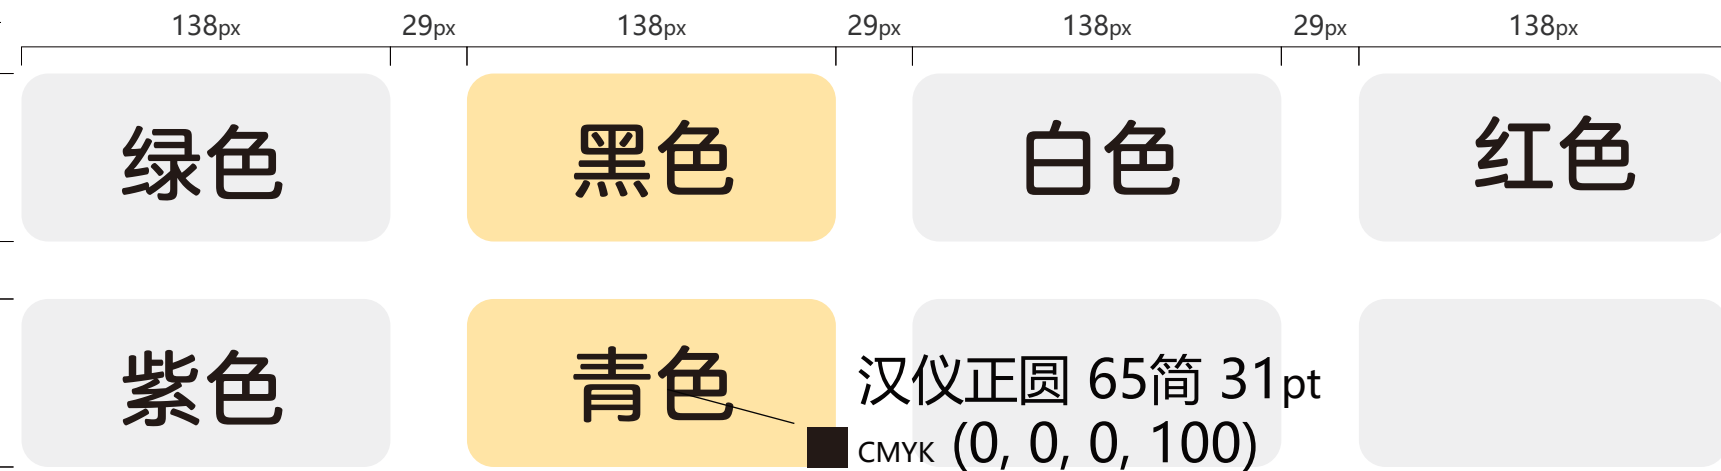 138px 29px 138px 29px 138px 29px 138px
绿色 黑色 白色 红色
紫色 青色
汉仪正圆 65简 31pt
CMYK (0, 0, 0, 100)